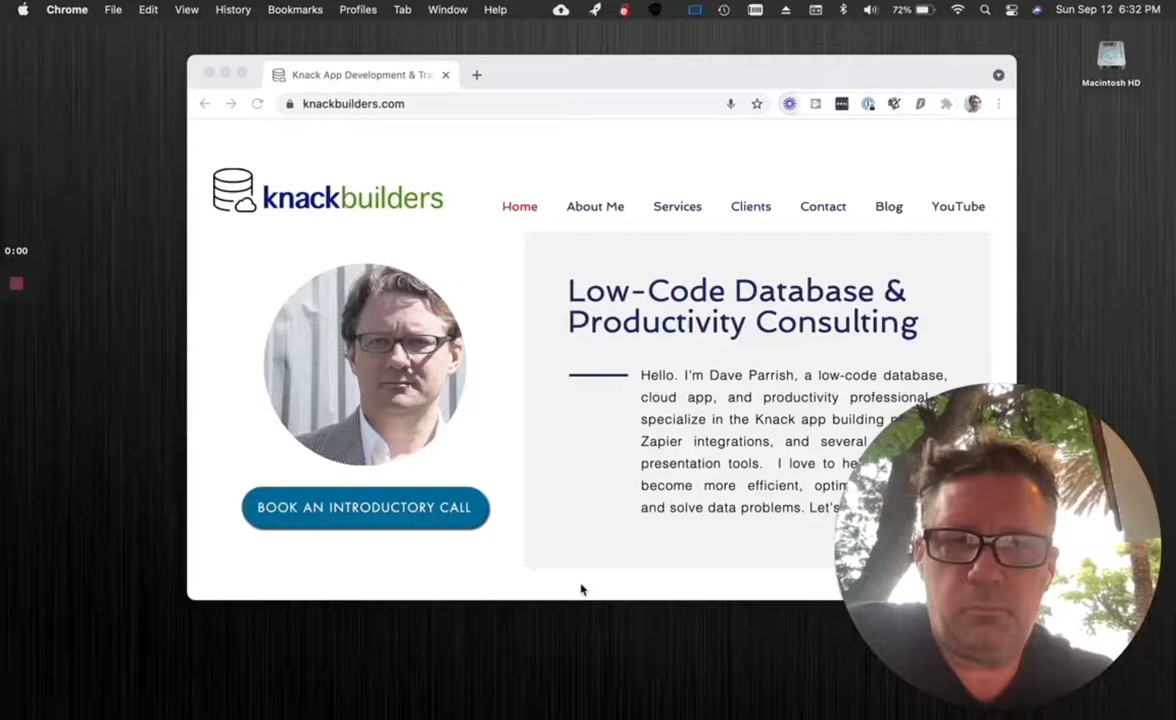 Chrome File Edit View History Bookmarks Profiles Tab Window Help 72% Sun Sep 12 6:32 PM
Macintosh HD
Knack App Development & Tra
knackbuilders.com
knackbuilders
Home About Me Services Clients Contact Blog YouTube
0:00
Low-Code Database &
Productivity Consulting
Hello. I'm Dave Parrish, a low-code database,
cloud app, and productivity professional
specialize in the Knack app building
Zapier integrations, and several
presentation tools. I love to
become more efficient,
and solve data problems. Let's
BOOK AN INTRODUCTORY CALL